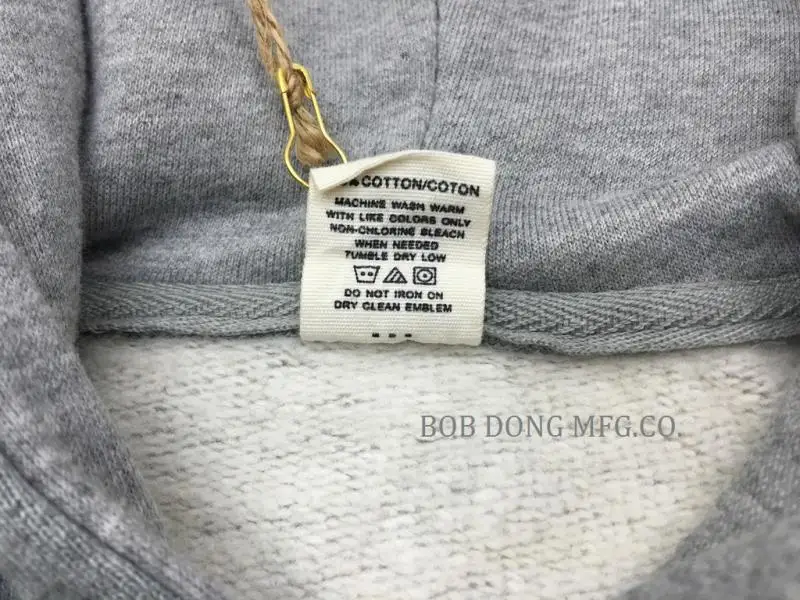 % COTTON/COTON
MACHINE WASH WARM
WITH LIKE COLORS ONLY
NON-CHLORINE BLEACH
WHEN NEEDED
TUMBLE DRY LOW
DO NOT IRON ON
DRY CLEAN EMBLEM
BOB DONG MFG.CO.